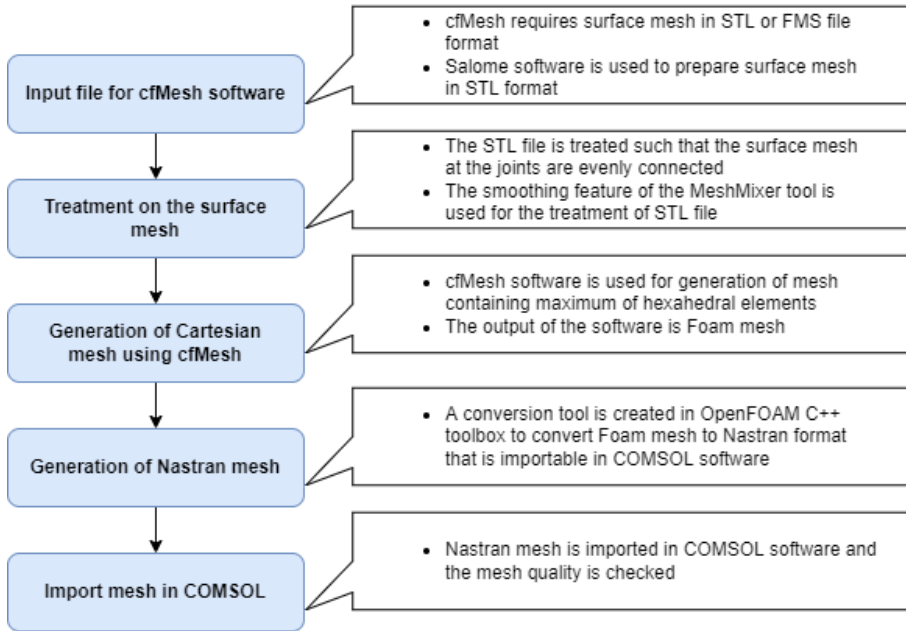 Input file for cfMesh software
• cfMesh requires surface mesh in STL or FMS file
format
• Salome software is used to prepare surface mesh
in STL format
Treatment on the surface
mesh
• The STL file is treated such that the surface mesh
at the joints are evenly connected
• The smoothing feature of the MeshMixer tool is
used for the treatment of STL file
Generation of Cartesian
mesh using cfMesh
• cfMesh software is used for generation of mesh
containing maximum of hexahedral elements
• The output of the software is Foam mesh
Generation of Nastran mesh
• A conversion tool is created in OpenFOAM C++
toolbox to convert Foam mesh to Nastran format
that is importable in COMSOL software
Import mesh in COMSOL
• Nastran mesh is imported in COMSOL software and
the mesh quality is checked